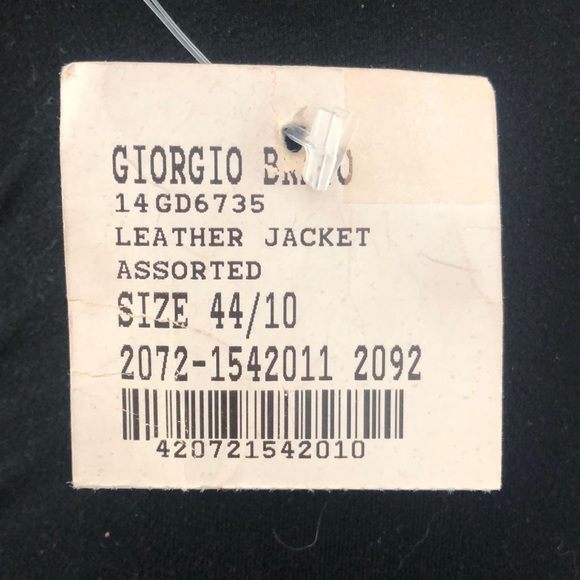 GIORGIO
14GD6735
LEATHER JACKET
ASSORTED
SIZE 44/10
2072-1542011 2092
420721542010